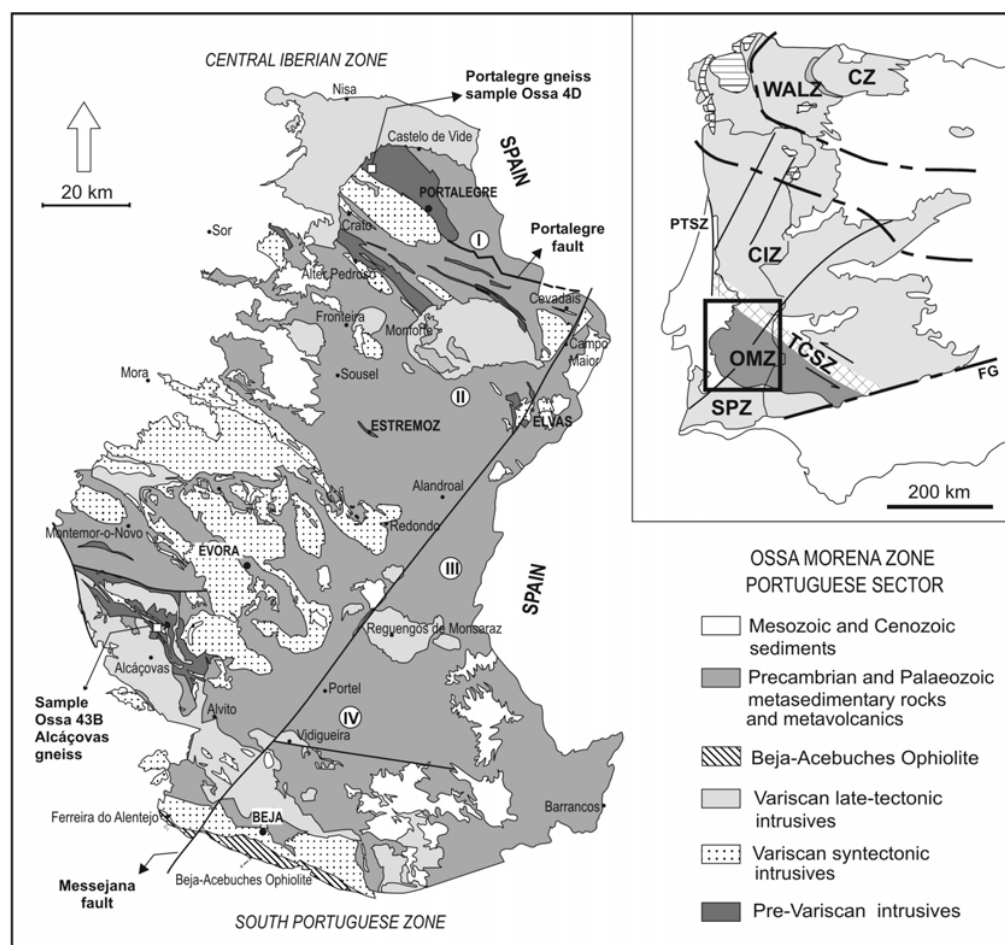 CENTRAL IBERIAN ZONE
Portalegre gneiss
sample Ossa 4D
Nisa
Castelo de Vide
SPAIN
20 km
PORTALEGRE
Sor
Crato
I
Portalegre
fault
Alter Pedroso
Cevadais
Fronteira
Monforte
Campo
Maior
Mora
Sousel
II
ESTREMOZ
ELVAS
Alandroal
Redondo
Montemor-o-Novo
ÉVORA
III
SPAIN
Reguengos de Monsaraz
Alcáçovas
Portel
Sample
Ossa 43B
Alcáçovas
gneiss
Alvito
IV
Vidigueira
Barrancos
Ferreira do Alentejo
BEJA
Messejana
fault
Beja-Acebuches Ophiolite
SOUTH PORTUGUESE ZONE
WALZ
CZ
PTSZ
CIZ
TCSZ
OMZ
FG
SPZ
200 km
OSSA MORENA ZONE
PORTUGUESE SECTOR
Mesozoic and Cenozoic
sediments
Precambrian and Palaeozoic
metasedimentary rocks
and metavolcanics
Beja-Acebuches Ophiolite
Variscan late-tectonic
intrusives
Variscan syntectonic
intrusives
Pre-Variscan intrusives